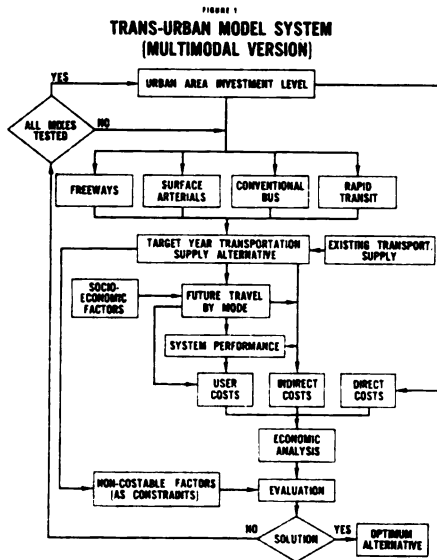 FIGURE 1
TRANS-URBAN MODEL SYSTEM
(MULTIMODAL VERSION)
YES
URBAN AREA INVESTMENT LEVEL
ALL MIXES
TESTED
NO
FREEWAYS
SURFACE
ARTERIALS
CONVENTIONAL
BUS
RAPID
TRANSIT
TARGET YEAR TRANSPORTATION
SUPPLY ALTERNATIVE
EXISTING TRANSPORT.
SUPPLY
SOCIO-
ECONOMIC
FACTORS
FUTURE TRAVEL
BY MODE
SYSTEM PERFORMANCE
USER
COSTS
INDIRECT
COSTS
DIRECT
COSTS
ECONOMIC
ANALYSIS
NON-COSTABLE FACTORS
(AS CONSTRAINTS)
EVALUATION
NO
SOLUTION
YES
OPTIMUM
ALTERNATIVE